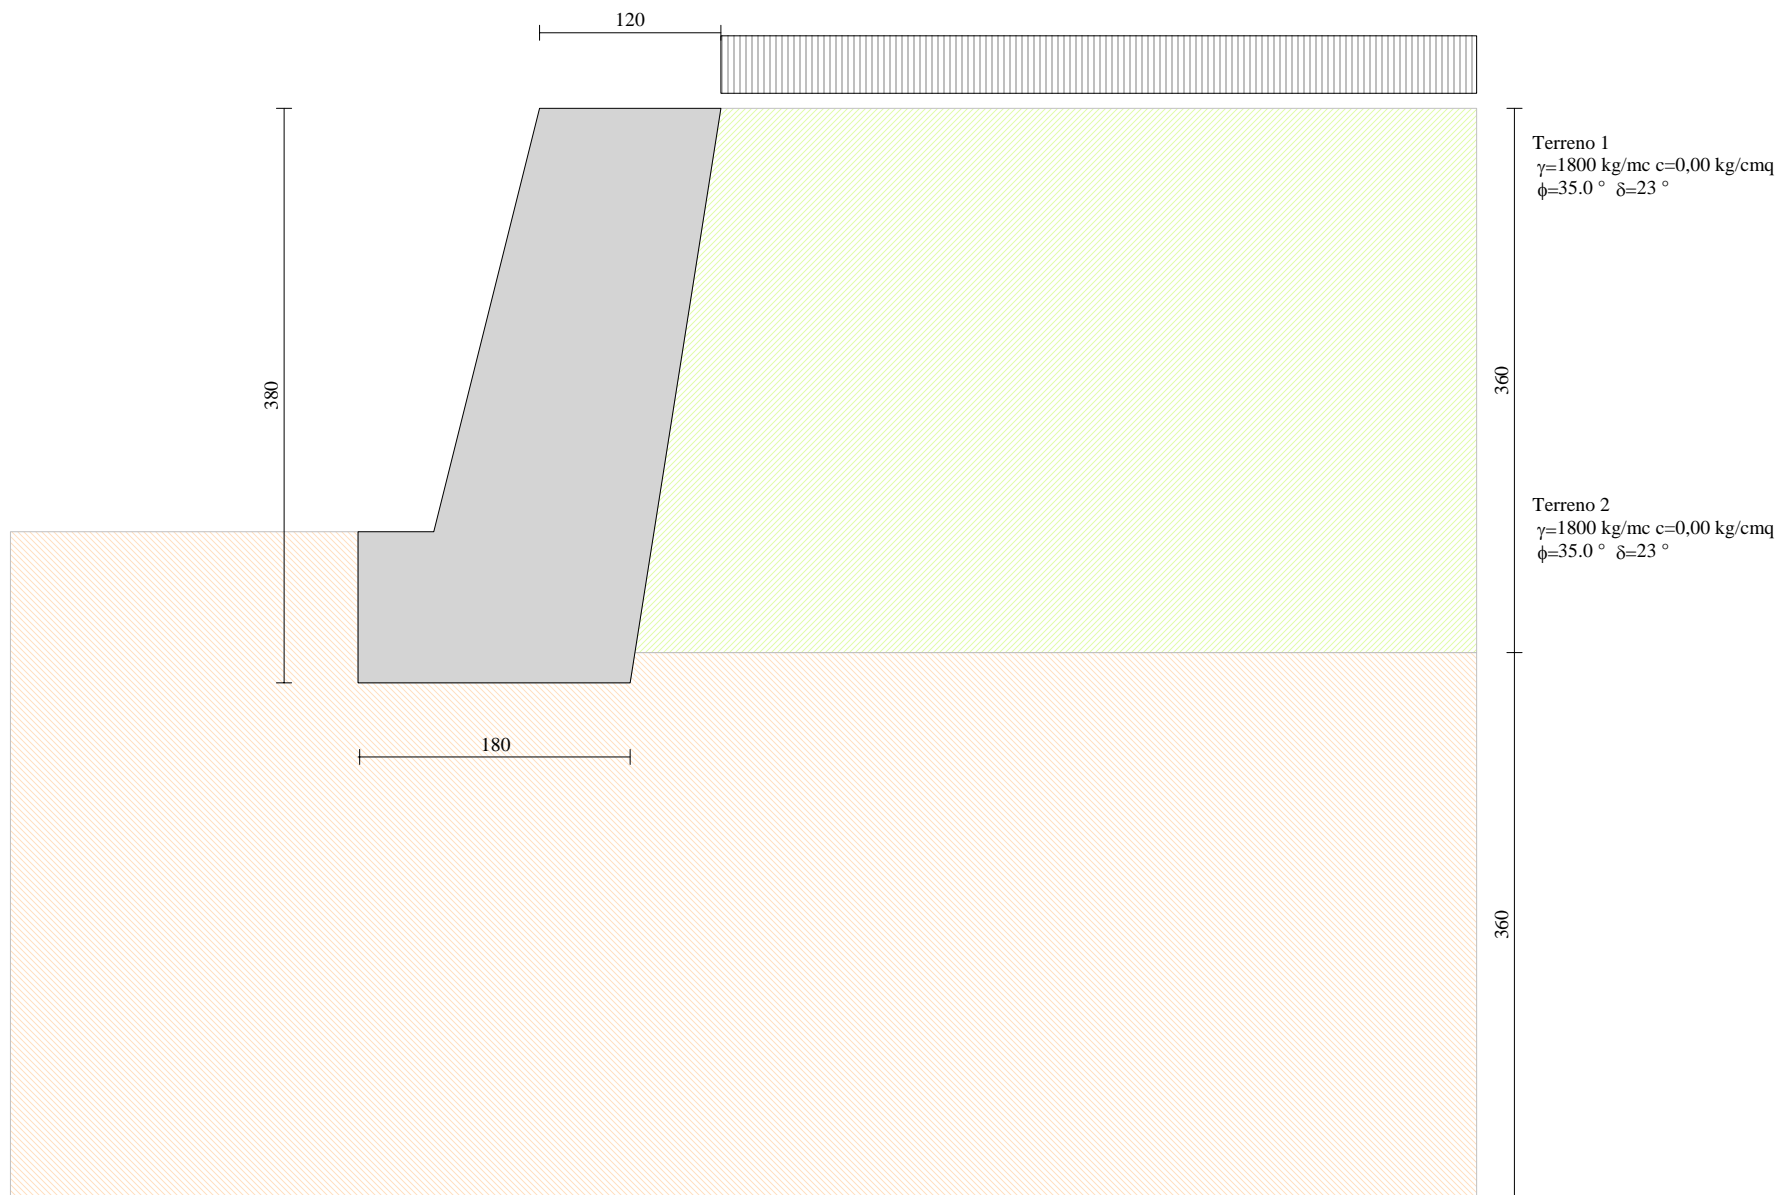 120
Terreno 1
γ=1800 kg/mc c=0,00 kg/cmq
ϕ=35.0 ° δ=23 °
380
360
Terreno 2
γ=1800 kg/mc c=0,00 kg/cmq
ϕ=35.0 ° δ=23 °
180
360